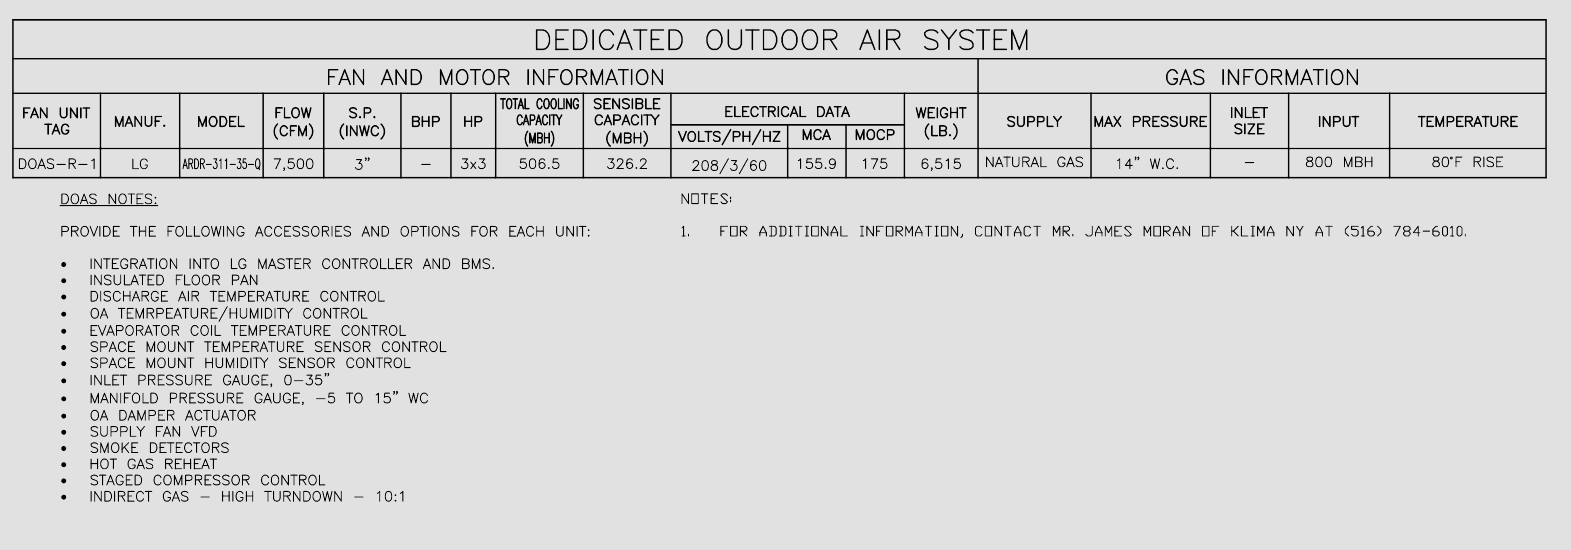 DEDICATED OUTDOOR AIR SYSTEM
FAN AND MOTOR INFORMATION GAS INFORMATION
FAN UNIT TAG MANUF. MODEL FLOW (CFM) S.P. (INWC) BHP HP TOTAL COOLING CAPACITY (MBH) SENSIBLE CAPACITY (MBH) ELECTRICAL DATA VOLTS/PH/HZ MCA MOCP WEIGHT (LB.) SUPPLY MAX PRESSURE INLET SIZE INPUT TEMPERATURE
DOAS-R-1 LG ARDR-311-35-Q 7,500 3" - 3x3 506.5 326.2 208/3/60 155.9 175 6,515 NATURAL GAS 14" W.C. - 800 MBH 80°F RISE
DOAS NOTES:
PROVIDE THE FOLLOWING ACCESSORIES AND OPTIONS FOR EACH UNIT:
• INTEGRATION INTO LG MASTER CONTROLLER AND BMS.
• INSULATED FLOOR PAN
• DISCHARGE AIR TEMPERATURE CONTROL
• OA TEMRPEATURE/HUMIDITY CONTROL
• EVAPORATOR COIL TEMPERATURE CONTROL
• SPACE MOUNT TEMPERATURE SENSOR CONTROL
• SPACE MOUNT HUMIDITY SENSOR CONTROL
• INLET PRESSURE GAUGE, 0-35"
• MANIFOLD PRESSURE GAUGE, -5 TO 15" WC
• OA DAMPER ACTUATOR
• SUPPLY FAN VFD
• SMOKE DETECTORS
• HOT GAS REHEAT
• STAGED COMPRESSOR CONTROL
• INDIRECT GAS - HIGH TURNDOWN - 10:1
NOTES:
1. FOR ADDITIONAL INFORMATION, CONTACT MR. JAMES MORAN OF KLIMA NY AT (516) 784-6010.